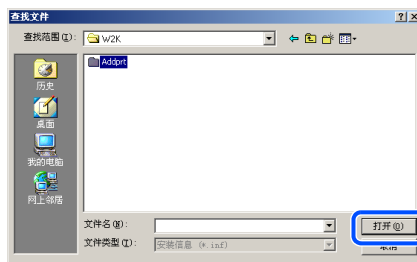 查找文件
查找范围(I):
W2K
Addprt
历史
桌面
我的电脑
网上邻居
文件名(N):
打开(O)
文件类型(T):
安装信息 (*.inf)
取消